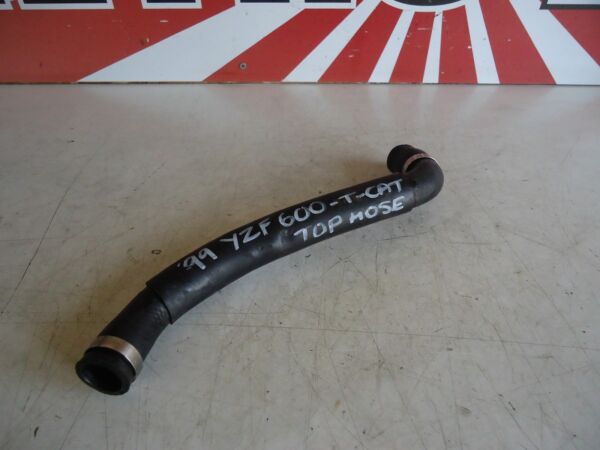 '99 YZF 600-T-CAT
TOP HOSE